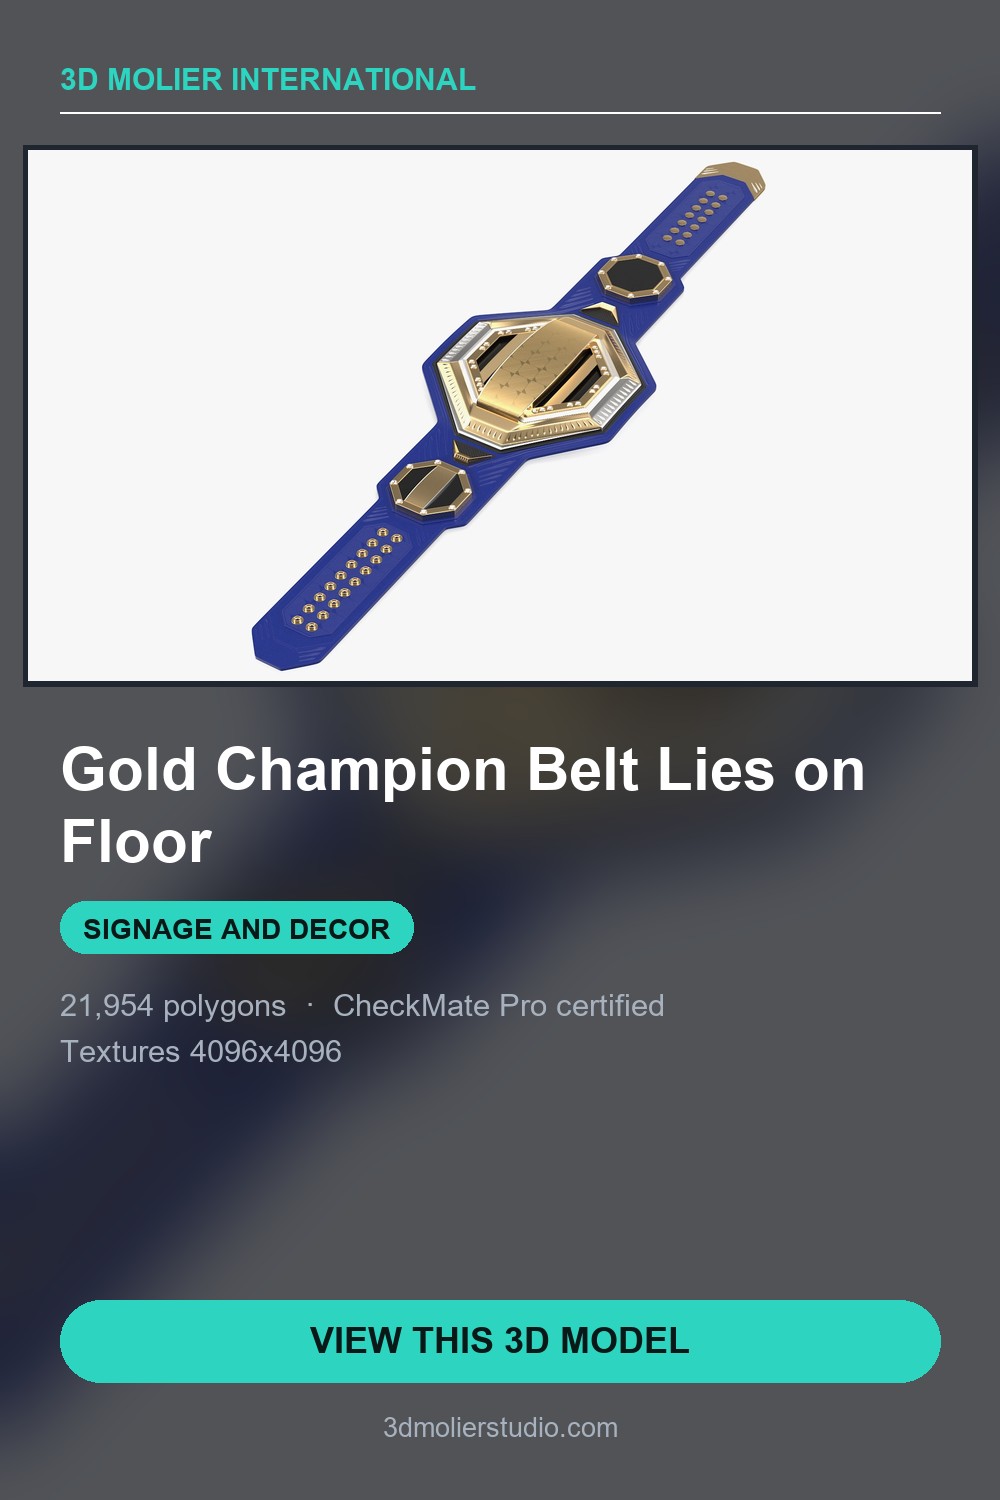 3D MOLIER INTERNATIONAL
Gold Champion Belt Lies on
Floor
SIGNAGE AND DECOR
21,954 polygons · CheckMate Pro certified
Textures 4096x4096
VIEW THIS 3D MODEL
3dmolierstudio.com